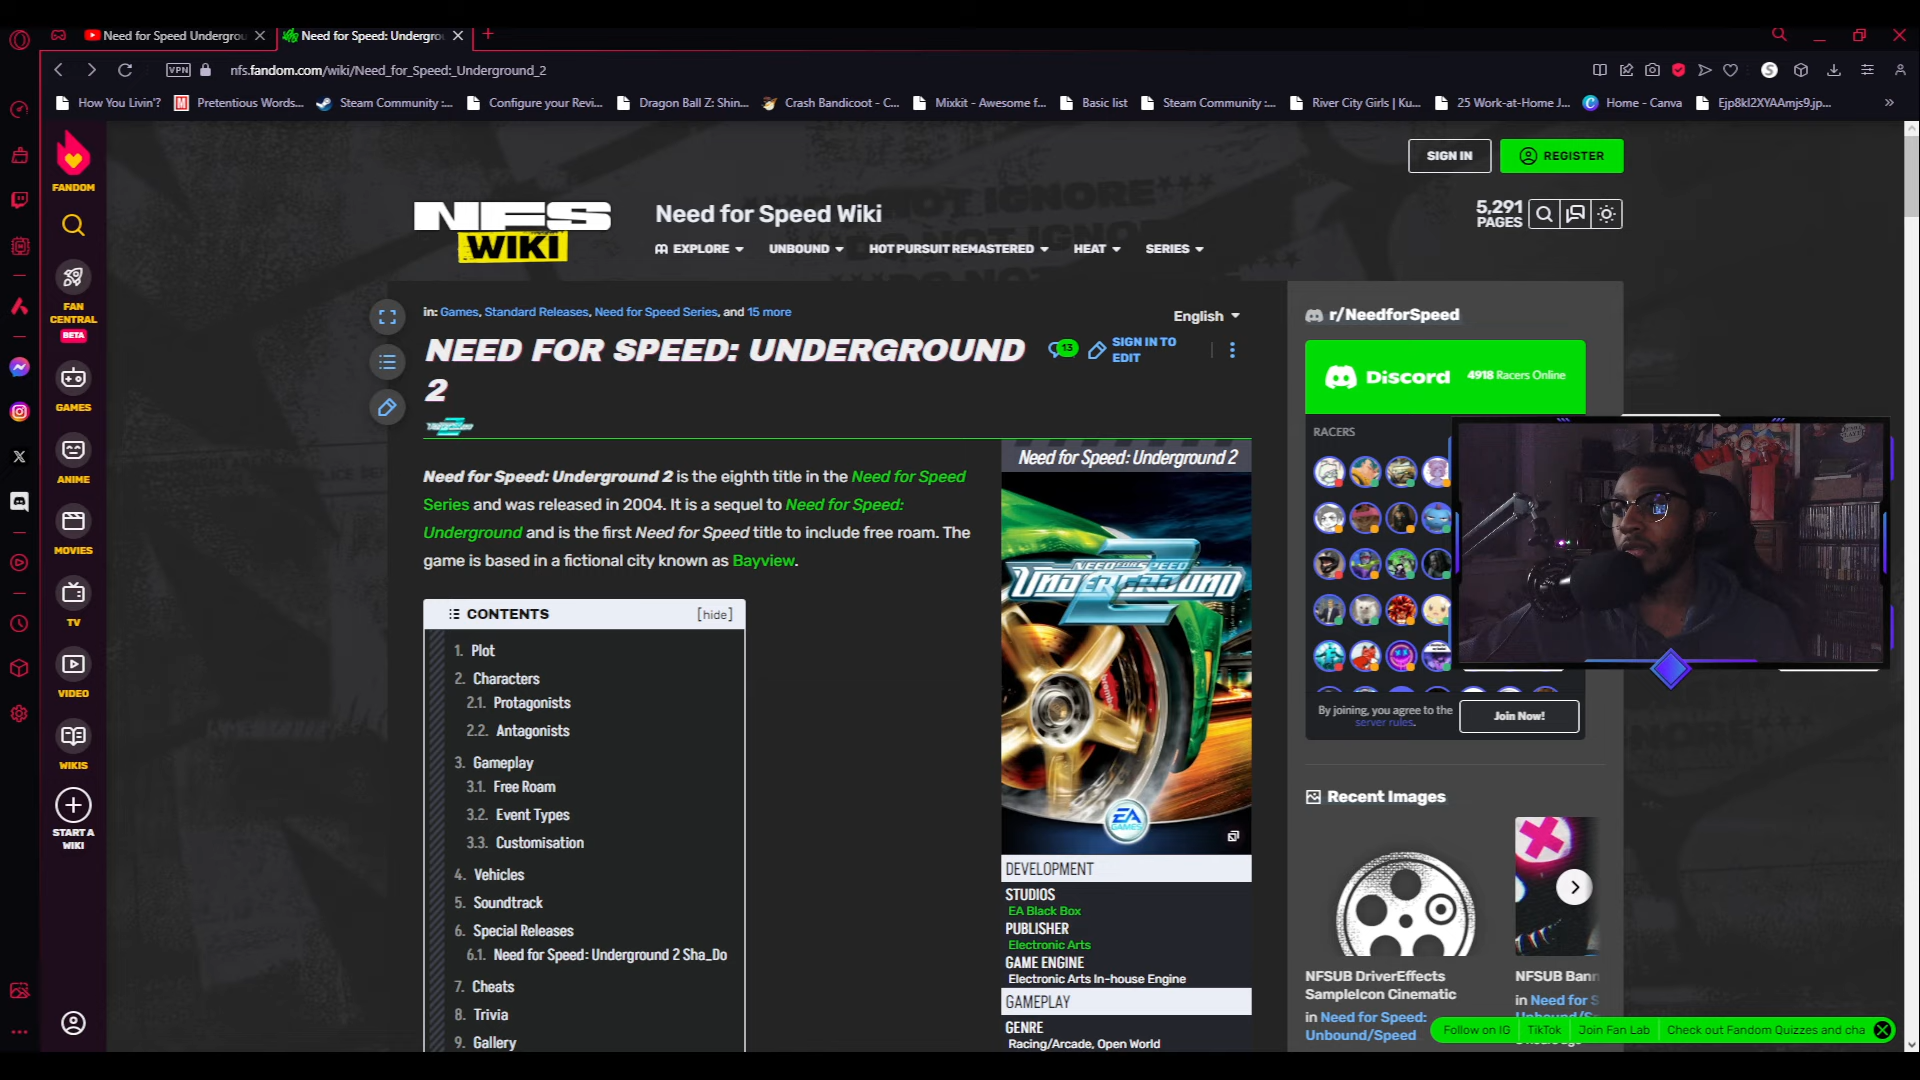 Need for Speed Undergrou
Need for Speed: Undergro
VPN
nfs.fandom.com/wiki/Need_for_Speed:_Underground_2
How You Livin'?
Pretentious Words...
Steam Community :...
Configure your Revi...
Dragon Ball Z: Shin...
Crash Bandicoot - C...
Mixkit - Awesome f...
Basic list
Steam Community :...
River City Girls | Ku...
25 Work-at-Home J...
Home - Canva
Ejp8kl2XYAAmjs9.jp...
FANDOM
FAN CENTRAL
BETA
GAMES
ANIME
MOVIES
TV
VIDEO
WIKIS
START A
WIKI
SIGN IN
REGISTER
NFS
WIKI
Need for Speed Wiki
5,291
PAGES
EXPLORE
UNBOUND
HOT PURSUIT REMASTERED
HEAT
SERIES
in: Games, Standard Releases, Need for Speed Series, and 15 more
English
NEED FOR SPEED: UNDERGROUND
2
13
SIGN IN TO
EDIT
Need for Speed: Underground 2 is the eighth title in the Need for Speed
Series and was released in 2004. It is a sequel to Need for Speed:
Underground and is the first Need for Speed title to include free roam. The
game is based in a fictional city known as Bayview.
CONTENTS [hide]
1. Plot
2. Characters
2.1. Protagonists
2.2. Antagonists
3. Gameplay
3.1. Free Roam
3.2. Event Types
3.3. Customisation
4. Vehicles
5. Soundtrack
6. Special Releases
6.1. Need for Speed: Underground 2 Sha_Do
7. Cheats
8. Trivia
9. Gallery
Need for Speed: Underground 2
NEED FOR SPEED
UNDERGROUND
2
brembo
EA
GAMES
DEVELOPMENT
STUDIOS
EA Black Box
PUBLISHER
Electronic Arts
GAME ENGINE
Electronic Arts In-house Engine
GAMEPLAY
GENRE
Racing/Arcade, Open World
r/NeedforSpeed
Discord
4918 Racers Online
RACERS
By joining, you agree to the
server rules.
Join Now!
Recent Images
NFSUB DriverEffects
SampleIcon Cinematic
in Need for Speed:
Unbound/Speed
NFSUB Bann
in Need for S
Follow on IG
TikTok
Join Fan Lab
Check out Fandom Quizzes and cha